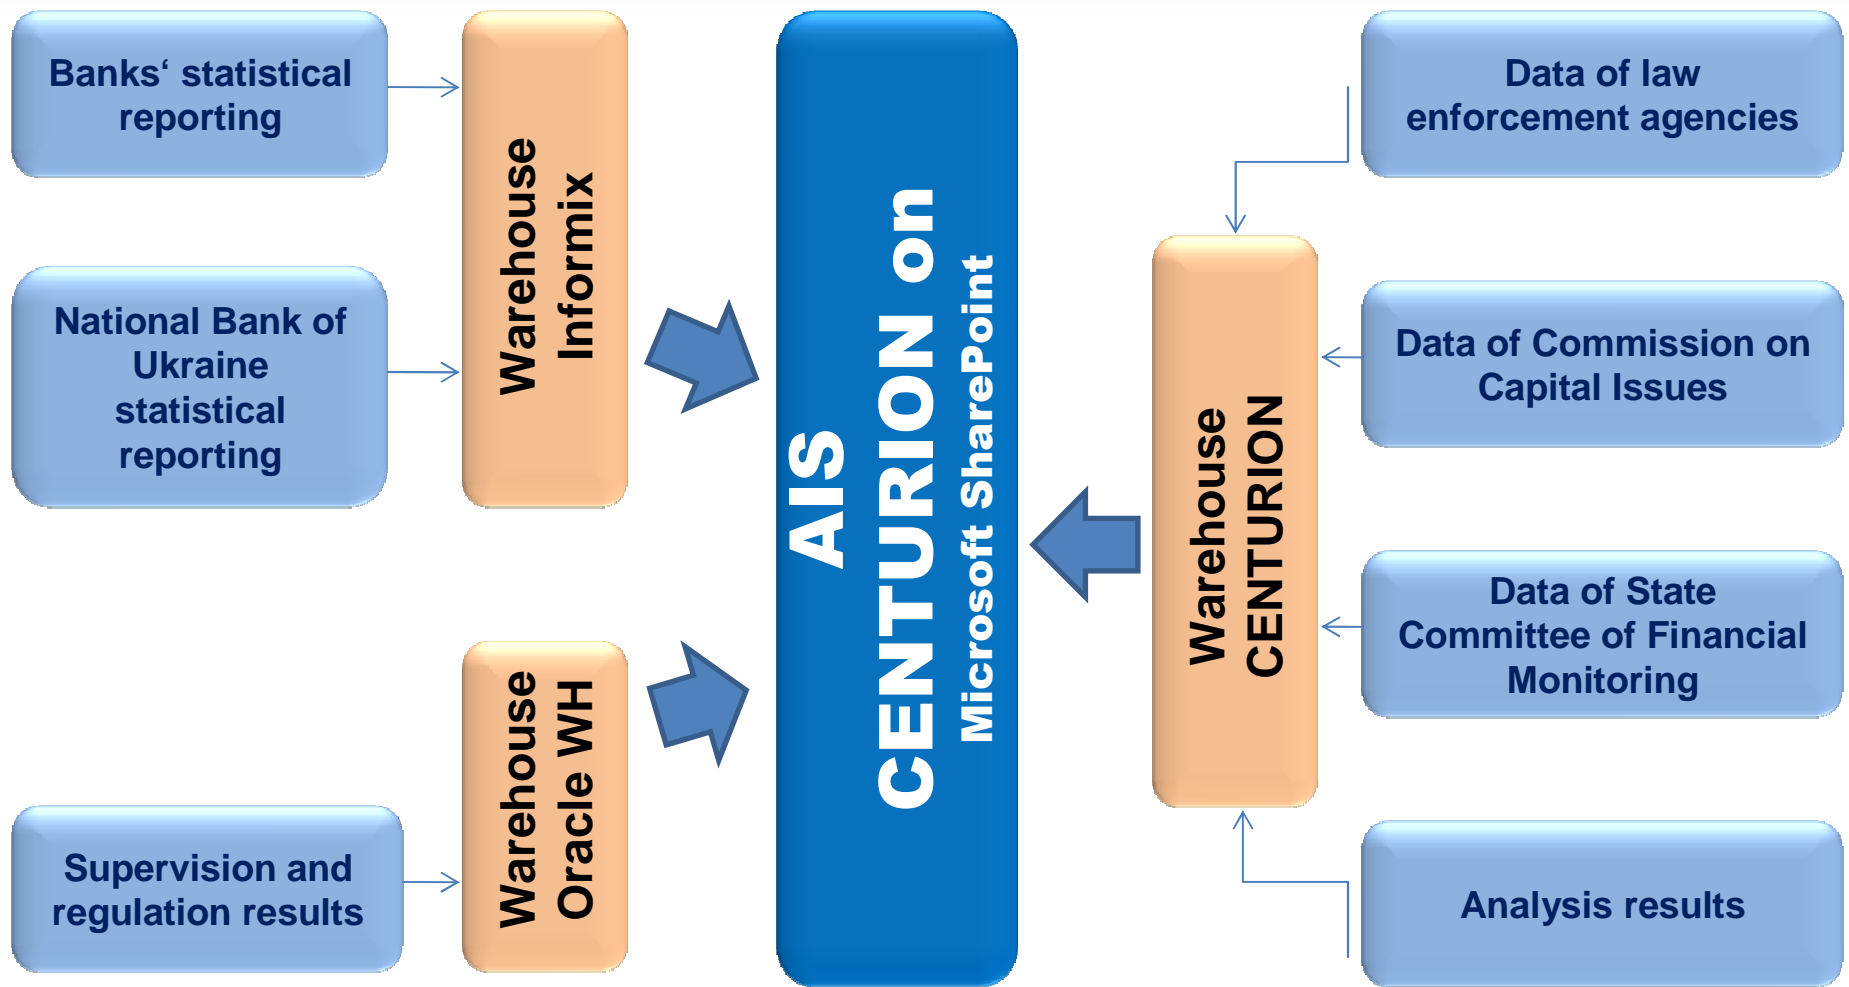 Banks‘ statistical
reporting
National Bank of
Ukraine
statistical
reporting
Supervision and
regulation results
Warehouse
Informix
Warehouse
Oracle WH
AIS
CENTURION on
Microsoft SharePoint
Warehouse
CENTURION
Data of law
enforcement agencies
Data of Commission on
Capital Issues
Data of State
Committee of Financial
Monitoring
Analysis results